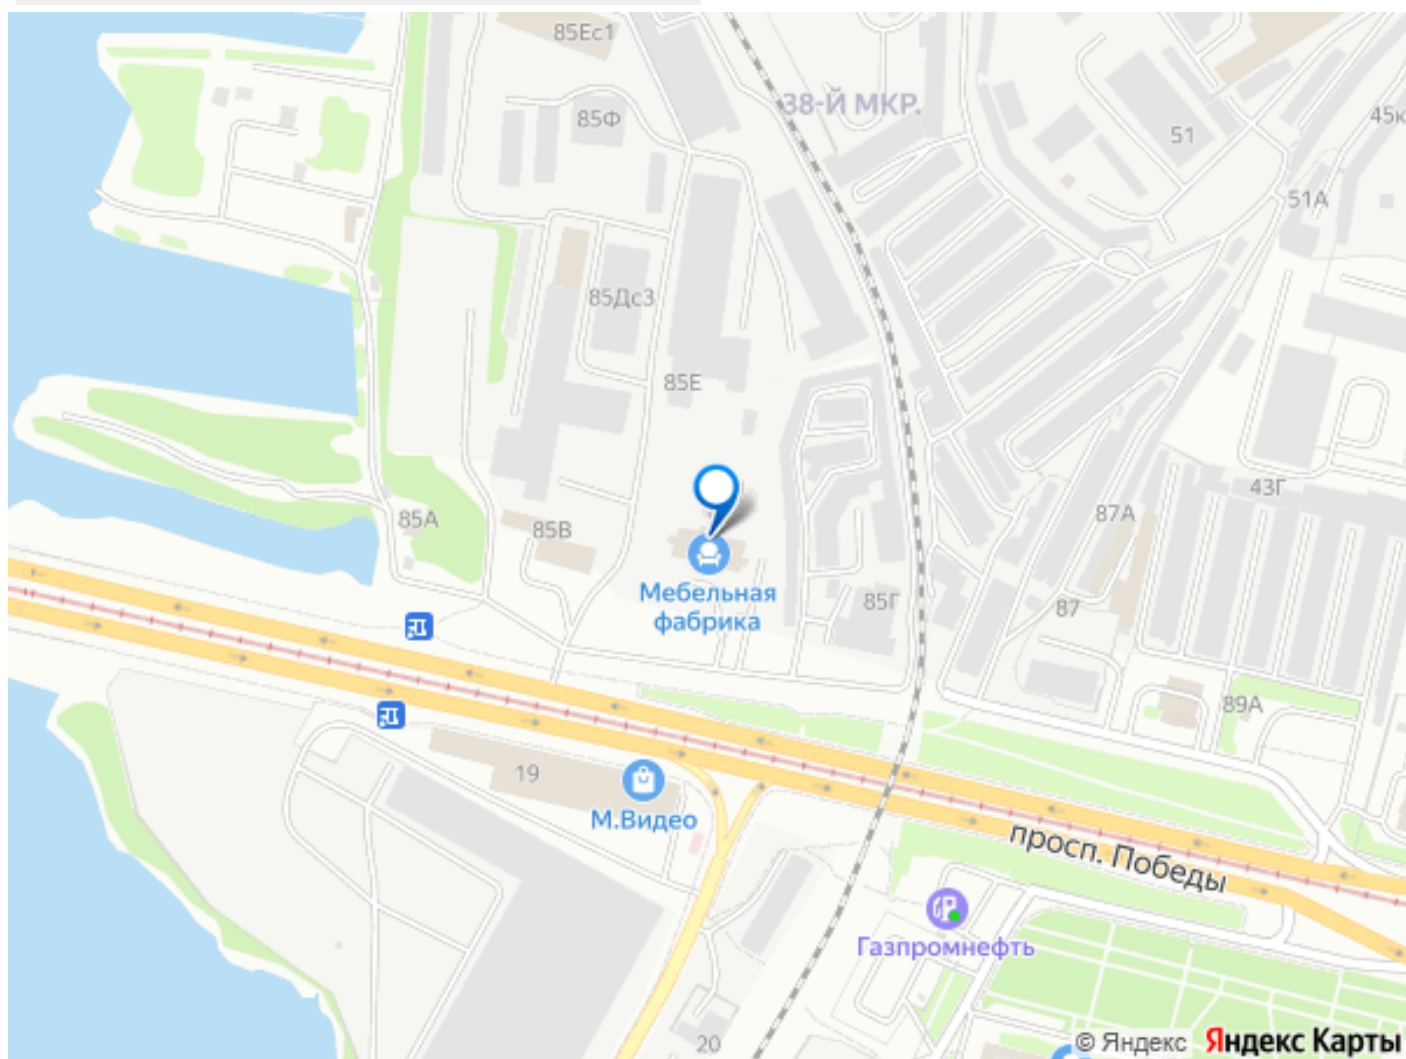 85Ес1
38-Й МКР.
45к
85Ф
51
51А
85Дс3
85Е
43Г
87А
85А
85В
Мебельная
фабрика
85Г
87
89А
19
М.Видео
просп. Победы
Газпромнефть
20
© Яндекс Яндекс Карты